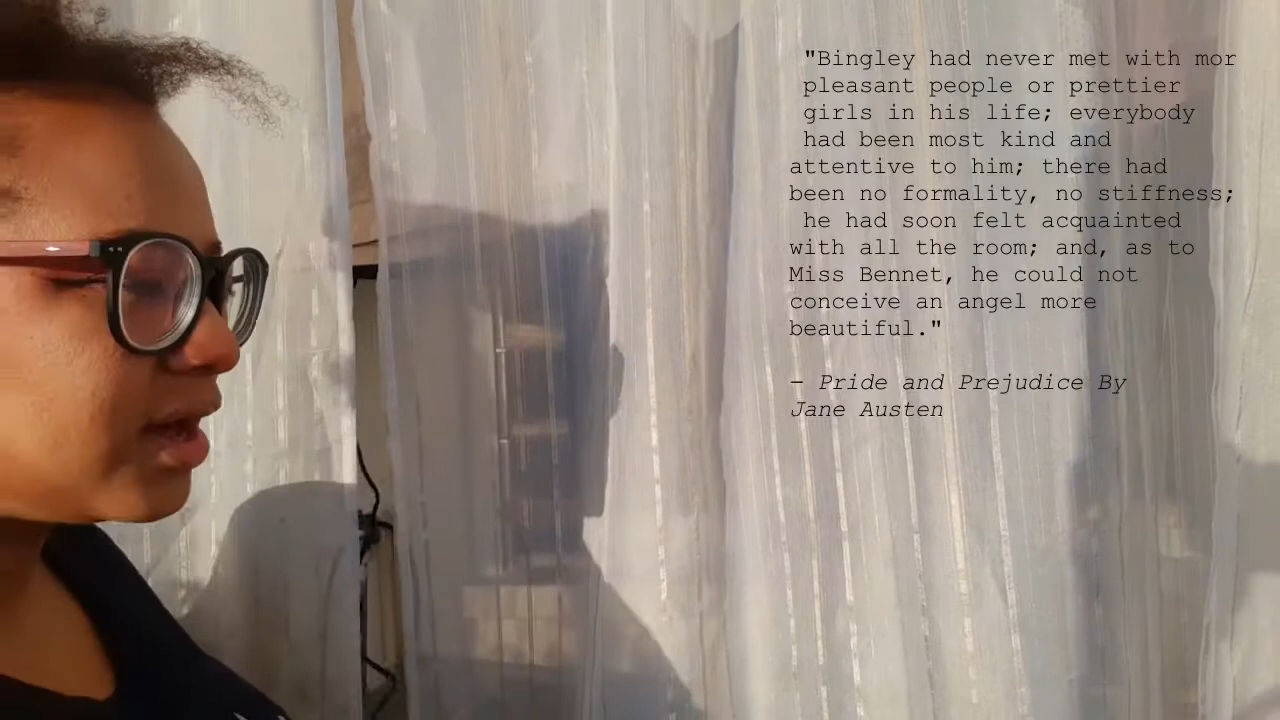 "Bingley had never met with mor
pleasant people or prettier
girls in his life; everybody
had been most kind and
attentive to him; there had
been no formality, no stiffness;
he had soon felt acquainted
with all the room; and, as to
Miss Bennet, he could not
conceive an angel more
beautiful."
― Pride and Prejudice By
Jane Austen